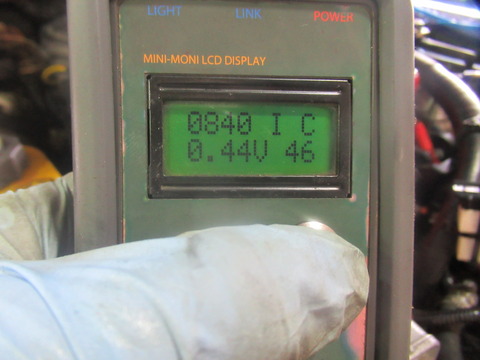 LIGHT LINK POWER
MINI-MONI LCD DISPLAY
0840 I C
0.44V 46